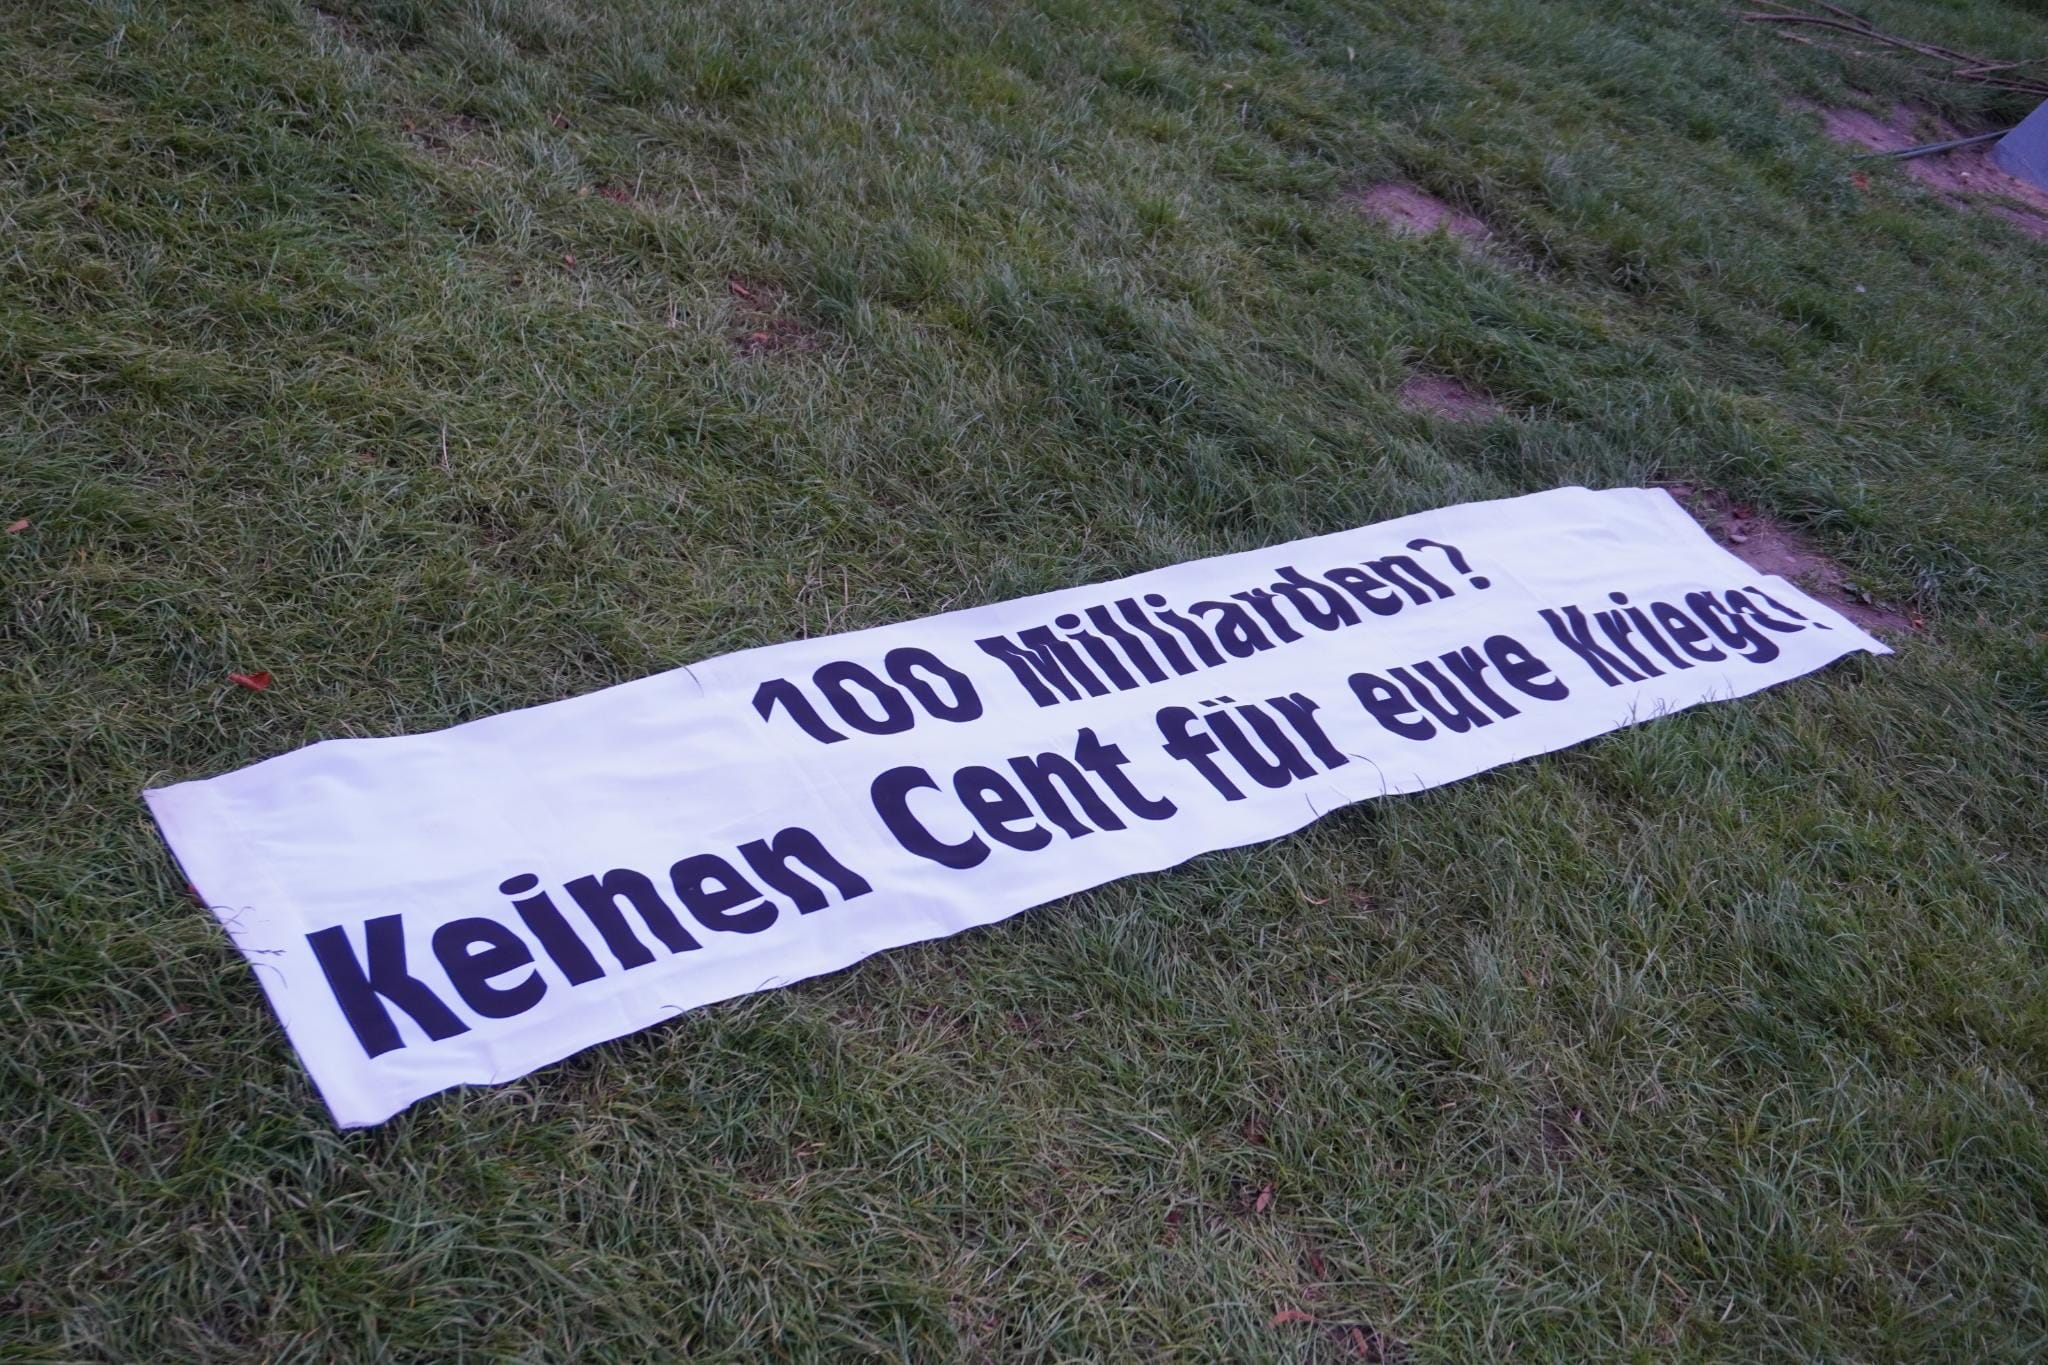 100 Milliarden?
Keinen Cent für eure Kriege!